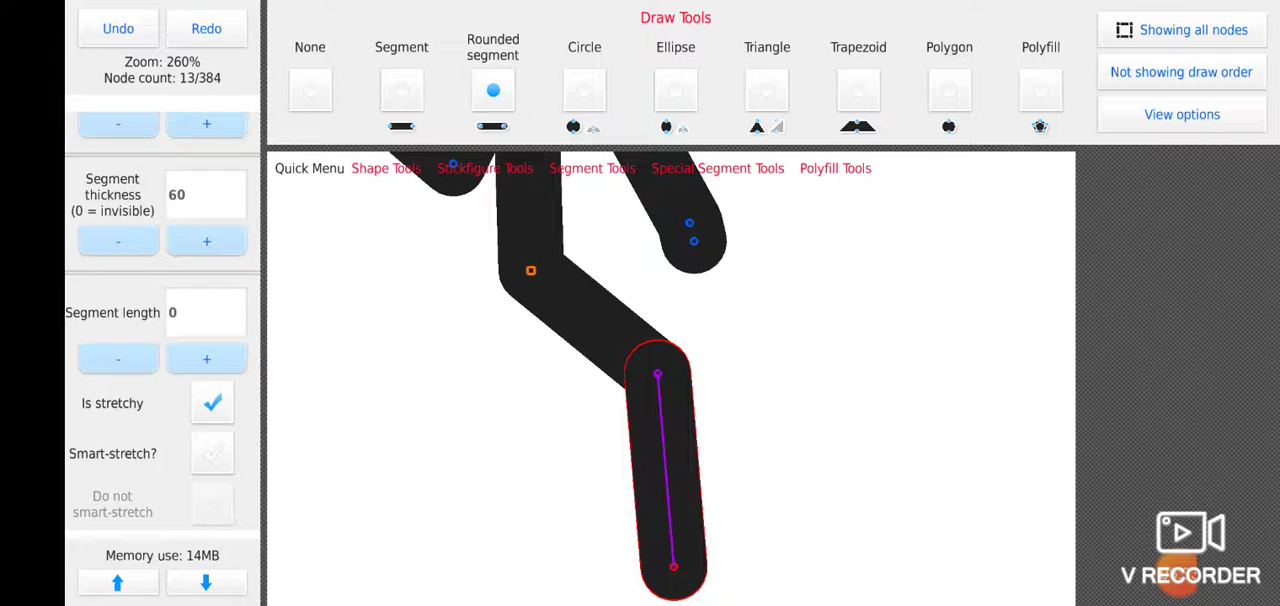 Undo
Redo
Zoom: 260%
Node count: 13/384
-
+
Segment
thickness
(0 = invisible)
60
-
+
Segment length
0
-
+
Is stretchy
Smart-stretch?
Do not
smart-stretch
Memory use: 14MB
Draw Tools
None
Segment
Rounded
segment
Circle
Ellipse
Triangle
Trapezoid
Polygon
Polyfill
Showing all nodes
Not showing draw order
View options
Quick Menu
Shape Tools
Stickfigure Tools
Segment Tools
Special Segment Tools
Polyfill Tools
V RECORDER